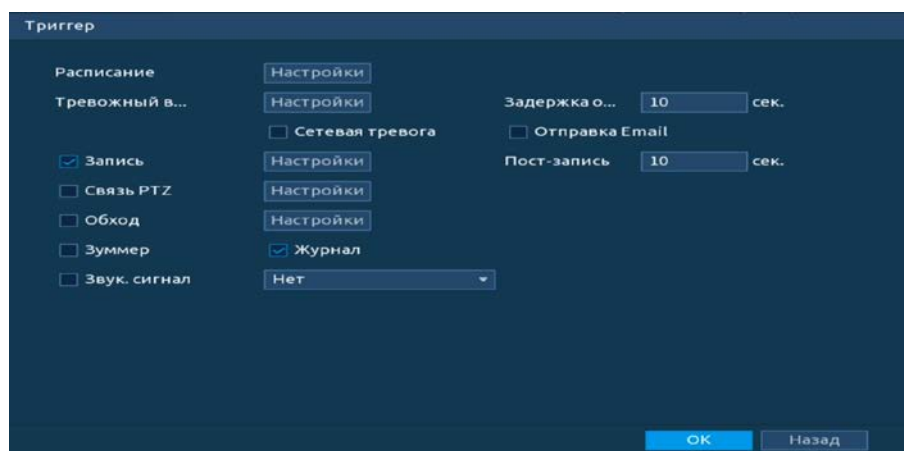 Триггер
Расписание Настройки
Тревожный в... Настройки Задержка о... 10 сек.
Сетевая тревога Отправка Email
Запись Настройки Пост-запись 10 сек.
Связь PTZ Настройки
Обход Настройки
Зуммер Журнал
Звук. сигнал Нет
OK Назад